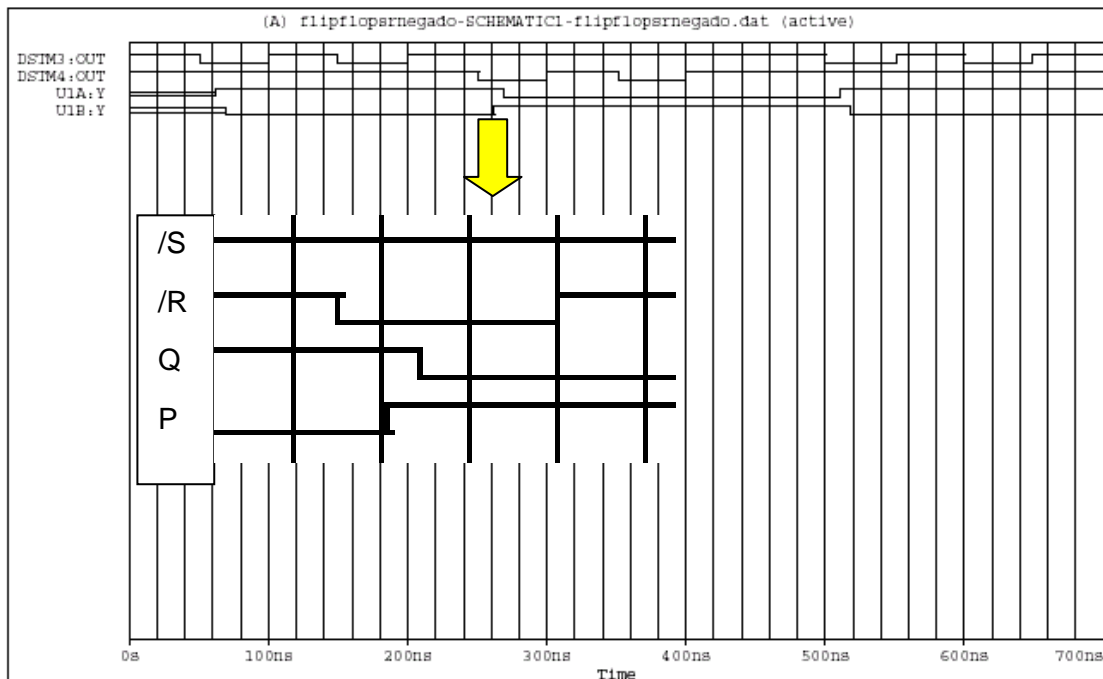 (A) flipflopsrnegado-SCHEMATIC1-flipflopsrnegado.dat (active)
DSTM3:OUT
DSTM4:OUT
U1A:Y
U1B:Y
/S
/R
Q
P
0s 100ns 200ns 300ns 400ns 500ns 600ns 700ns
Time